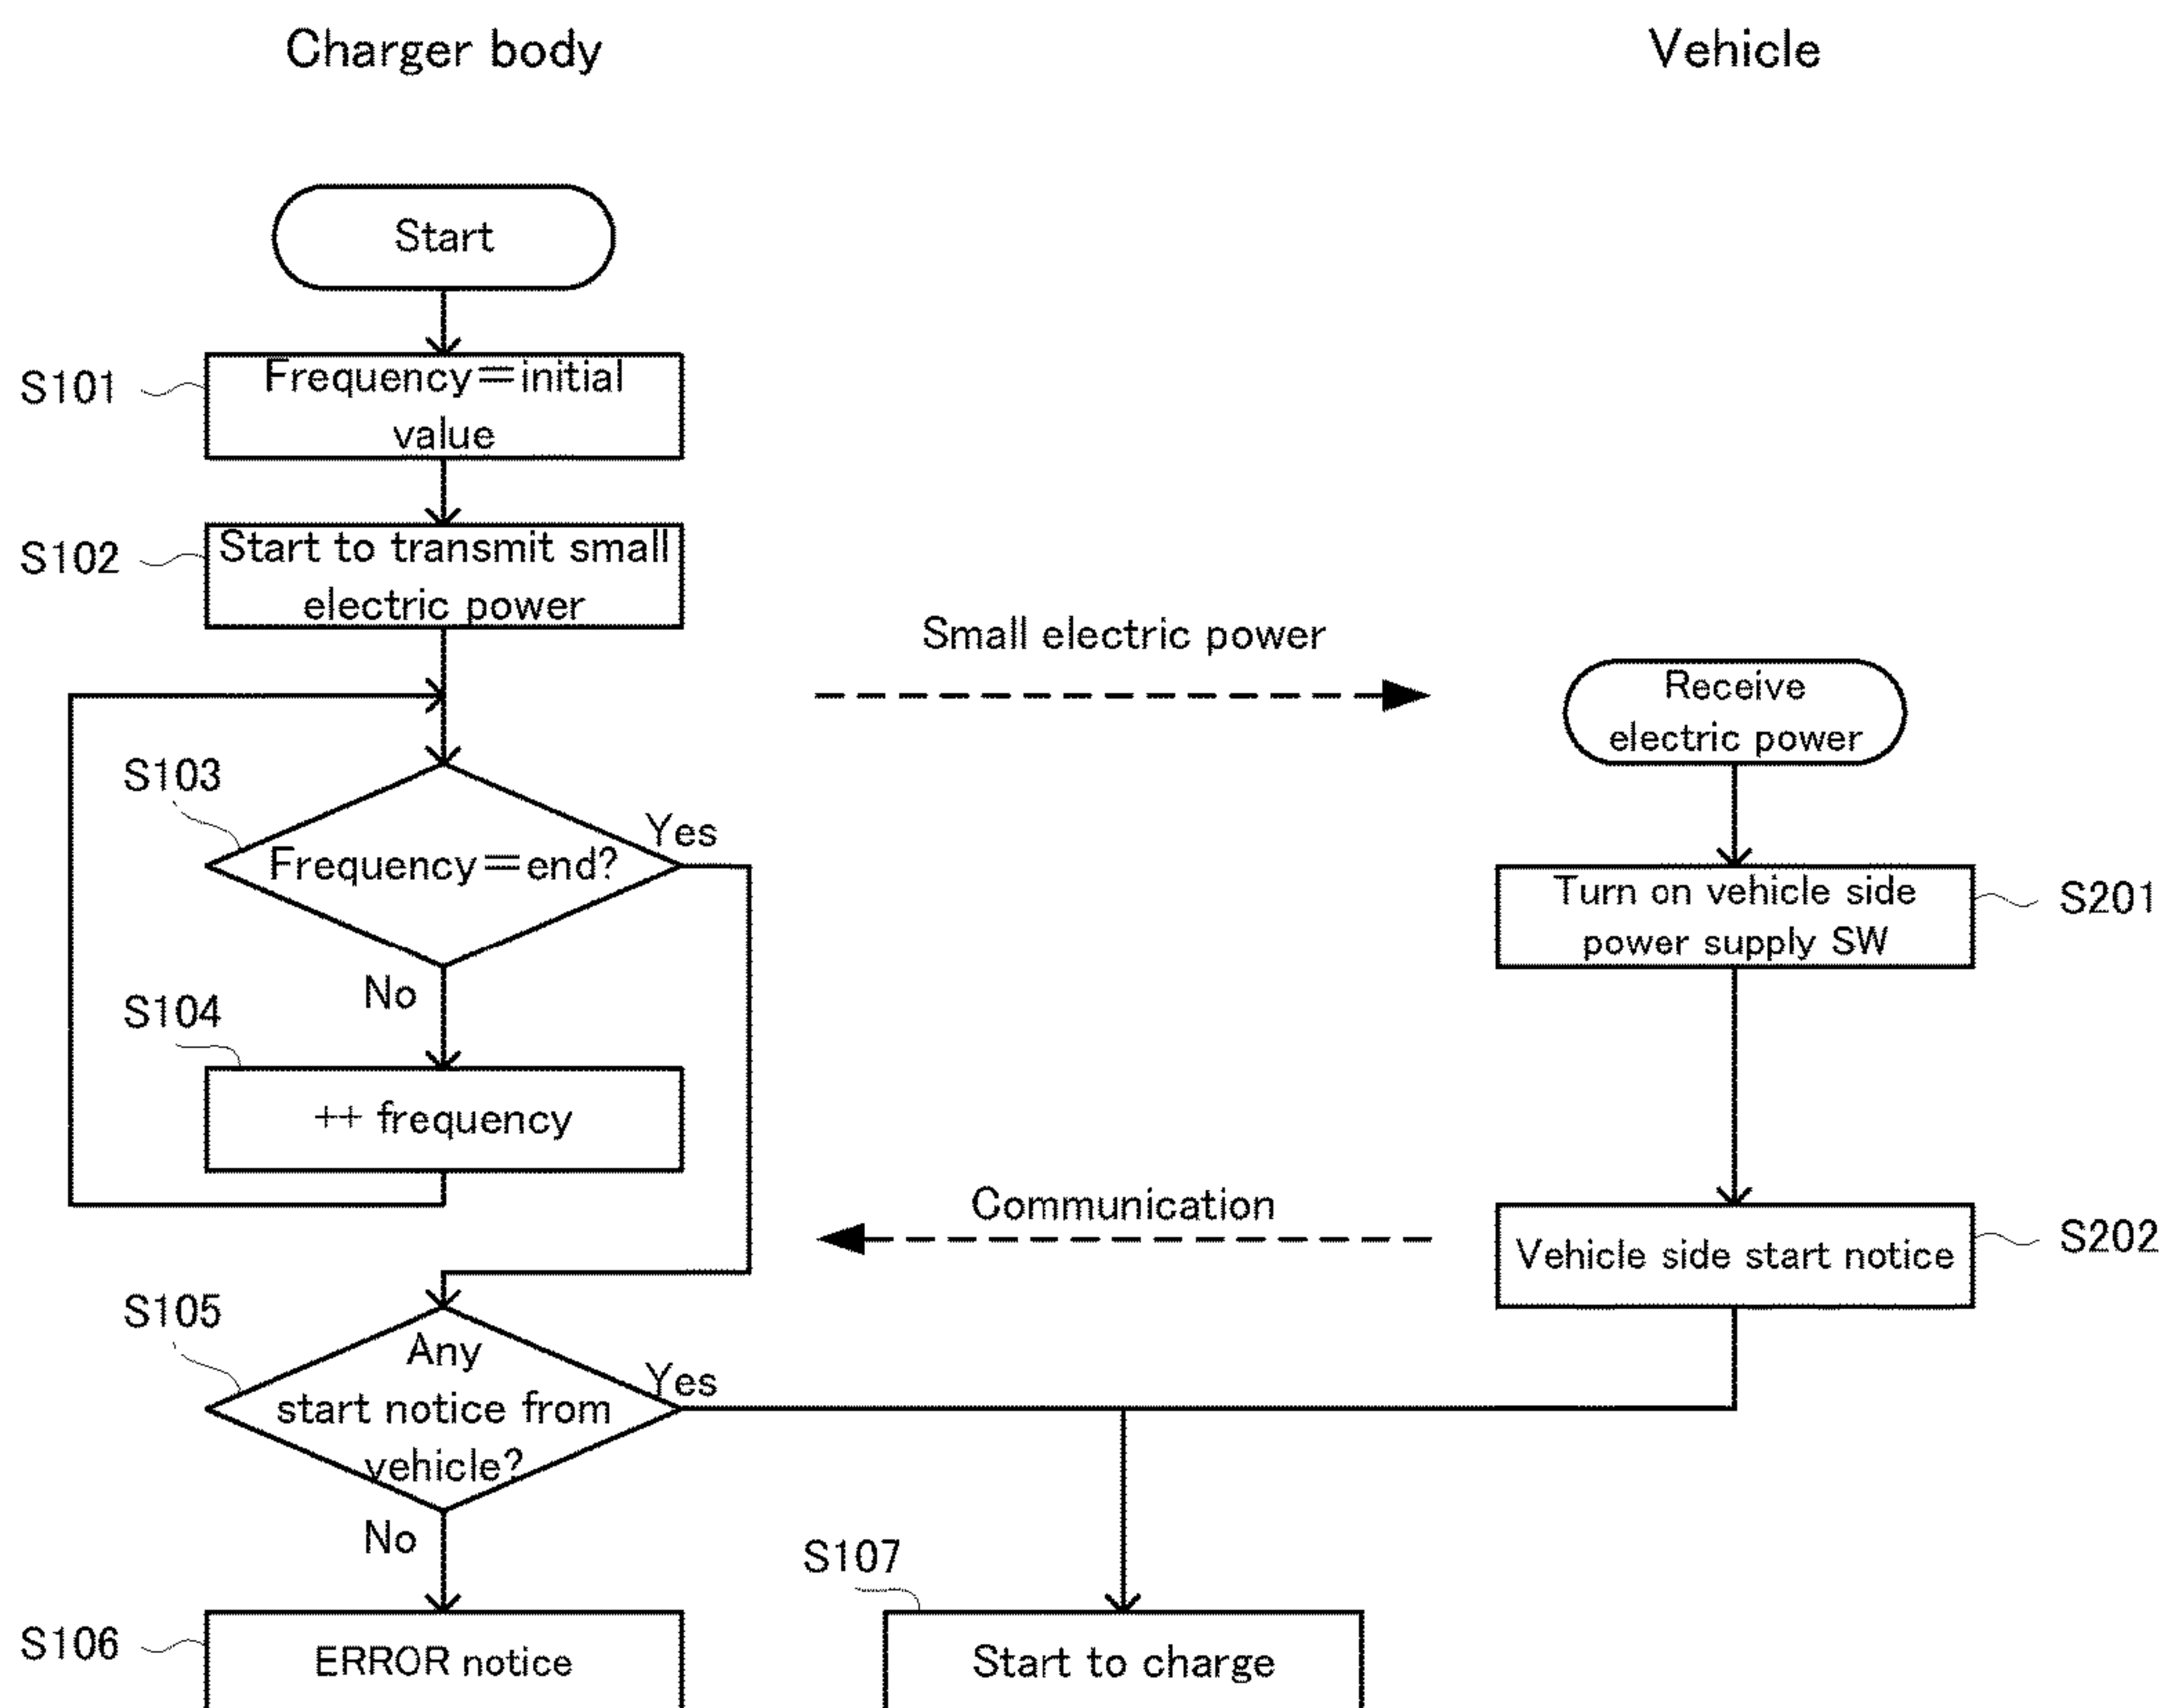 Charger body
Vehicle
Start
S101
Frequency=initial
value
S102
Start to transmit small
electric power
Small electric power
Receive
electric power
S103
Frequency=end?
Yes
No
S201
Turn on vehicle side
power supply SW
S104
++ frequency
Communication
S202
Vehicle side start notice
S105
Any
start notice from
vehicle?
Yes
No
S106
ERROR notice
S107
Start to charge